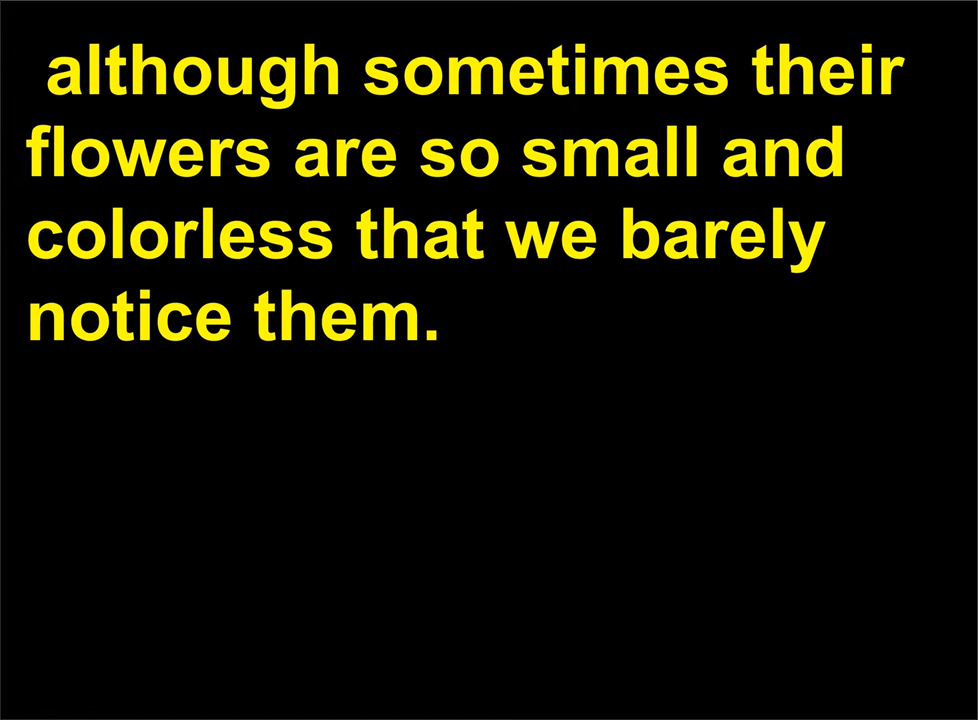 although sometimes their
flowers are so small and
colorless that we barely
notice them.